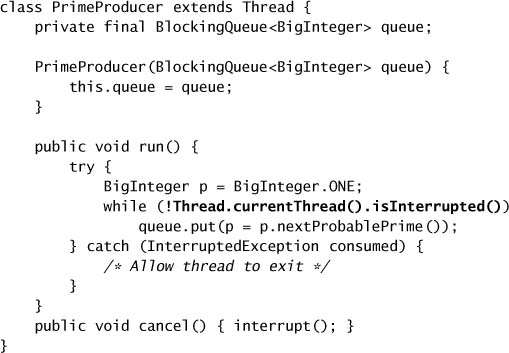 class PrimeProducer extends Thread {
    private final BlockingQueue<BigInteger> queue;

    PrimeProducer(BlockingQueue<BigInteger> queue) {
        this.queue = queue;
    }

    public void run() {
        try {
            BigInteger p = BigInteger.ONE;
            while (!Thread.currentThread().isInterrupted())
                queue.put(p = p.nextProbablePrime());
        } catch (InterruptedException consumed) {
            /* Allow thread to exit */
        }
    }
    public void cancel() { interrupt(); }
}